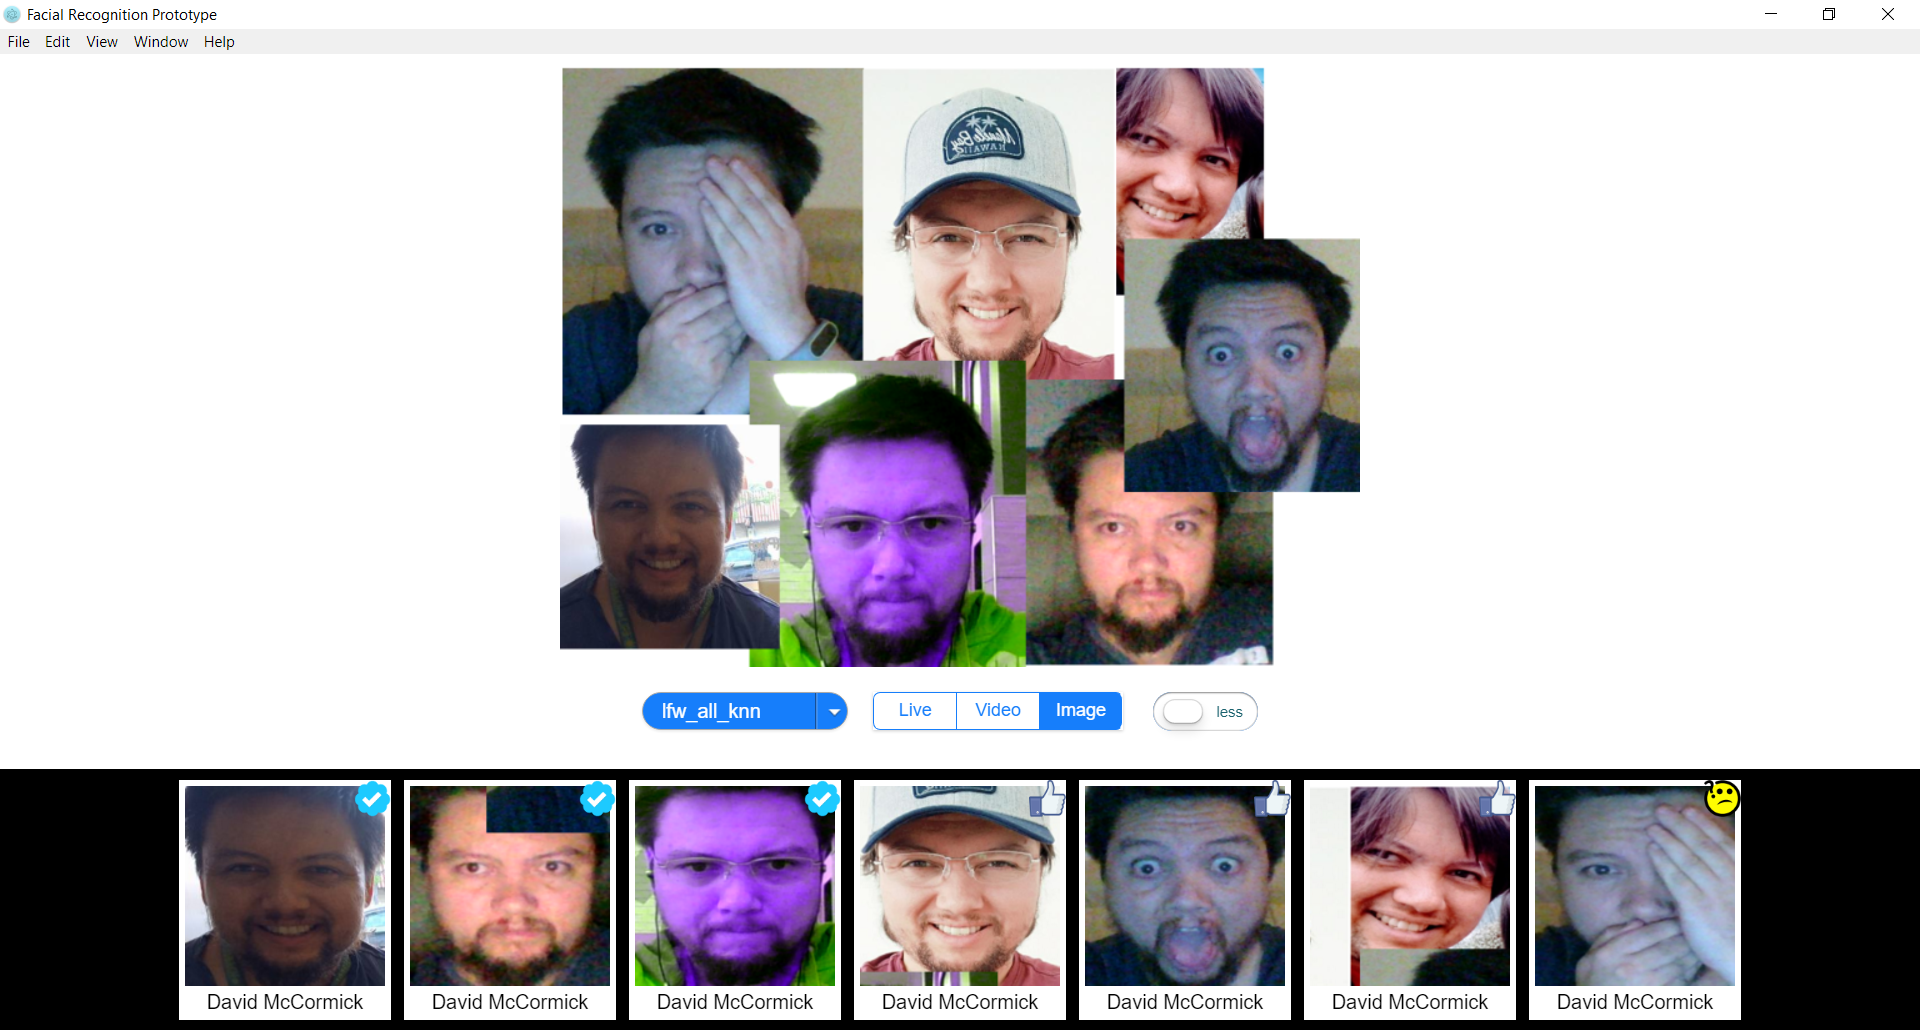 Facial Recognition Prototype
File Edit View Window Help
lfw_all_knn
Live Video Image
less
David McCormick
David McCormick
David McCormick
David McCormick
David McCormick
David McCormick
David McCormick